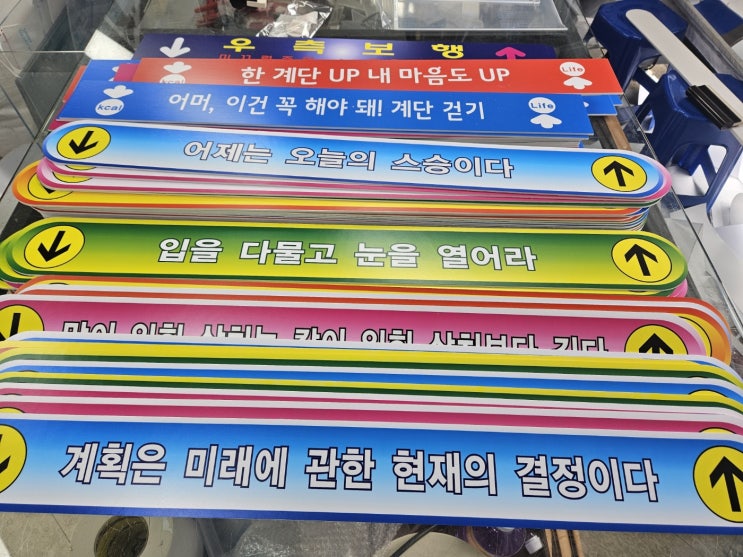 우측보행
한 계단 UP 내 마음도 UP
Life
kcal
어머, 이건 꼭 해야 돼! 계단 걷기
Life
어제는 오늘의 스승이다
입을 다물고 눈을 열어라
계획은 미래에 관한 현재의 결정이다